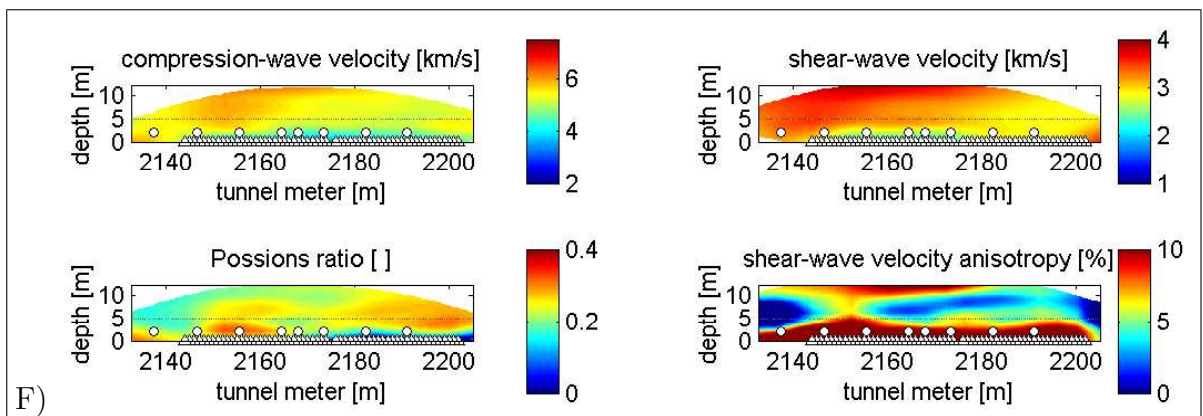 compression-wave velocity [km/s]
10
5
0
depth [m]
2140 2160 2180 2200
tunnel meter [m]
6
4
2
shear-wave velocity [km/s]
10
5
0
depth [m]
2140 2160 2180 2200
tunnel meter [m]
4
3
2
1
Possions ratio [ ]
10
5
0
depth [m]
2140 2160 2180 2200
tunnel meter [m]
0.4
0.2
0
shear-wave velocity anisotropy [%]
10
5
0
depth [m]
2140 2160 2180 2200
tunnel meter [m]
10
5
0
F)